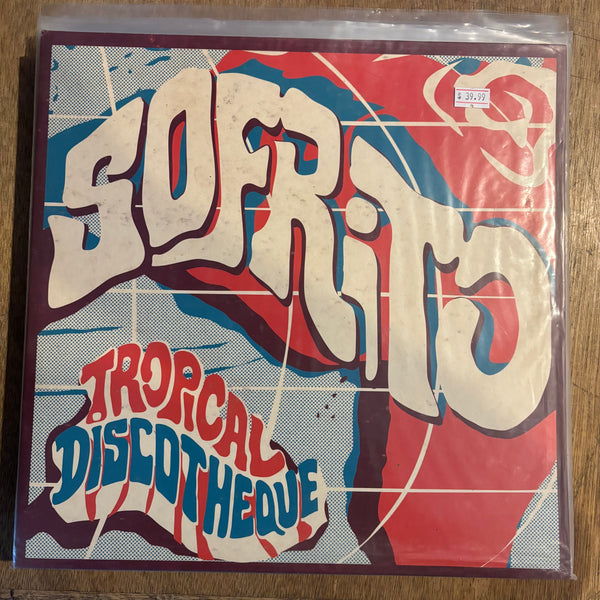 $ 39.99
SOFRiTO
TROPICAL
DISCOTHEQUE